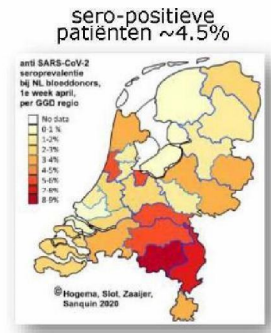 sero-positieve
patiënten ~4.5%
anti SARS-CoV-2
seroprevalentie
bij NL bloeddonors,
1e week april,
per GGD regio
No data
0-1 %
1-2%
2-3%
3-4%
4-5%
5-6%
6-7%
7-8%
8-9%
© Hogema, Slot, Zaaijer,
Sanquin 2020